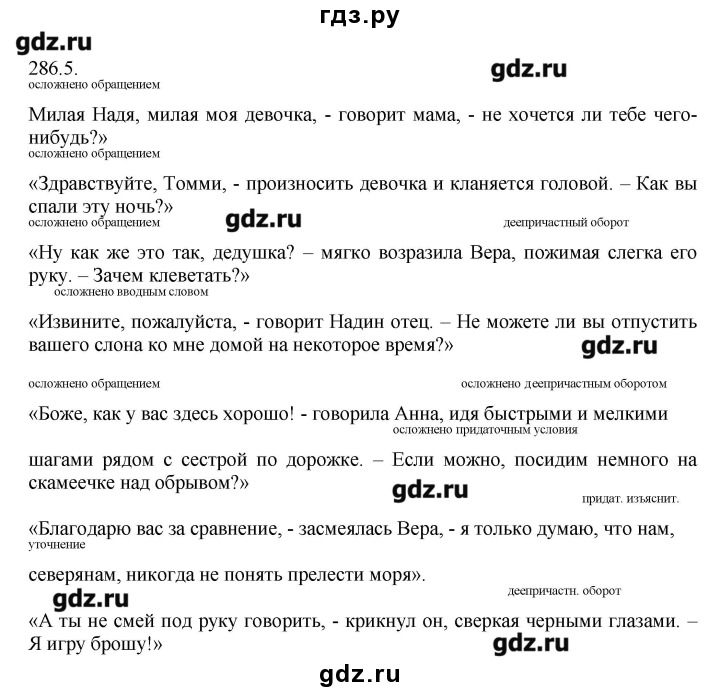 гдз.ру
gdz.ru
286.5.
gdz.ru
осложнено обращением
Милая Надя, милая моя девочка, - говорит мама, - не хочется ли тебе чего-
нибудь?»
осложнено обращением
«Здравствуйте, Томми, - произносить девочка и кланяется головой. – Как вы
спали эту ночь?»
gdz.ru
осложнено обращением деепричастный оборот
«Ну как же это так, дедушка? – мягко возразила Вера, пожимая слегка его
руку. – Зачем клеветать?»
осложнено вводным словом
«Извините, пожалуйста, - говорит Надин отец. – Не можете ли вы отпустить
вашего слона ко мне домой на некоторое время?»
gdz.ru
осложнено обращением осложнено деепричастным оборотом
«Боже, как у вас здесь хорошо! - говорила Анна, идя быстрыми и мелкими
осложнено придаточным условия
шагами рядом с сестрой по дорожке. – Если можно, посидим немного на
скамеечке над обрывом?»
gdz.ru
придат. изъяснит.
«Благодарю вас за сравнение, - засмеялась Вера, - я только думаю, что нам,
уточнение
северянам, никогда не понять прелести моря».
деепричастн. оборот
gdz.ru
«А ты не смей под руку говорить, - крикнул он, сверкая черными глазами. –
Я игру брошу!»
gdz.ru
gdz.ru